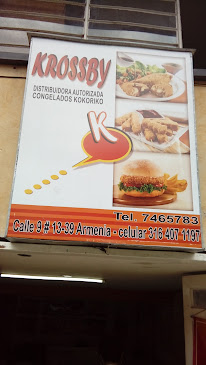 KROSSBY
DISTRIBUIDORA AUTORIZADA
CONGELADOS KOKORIKO
K
Tel. 7465783
Calle 9 # 13-39 Armenia - celular 316 407 1197